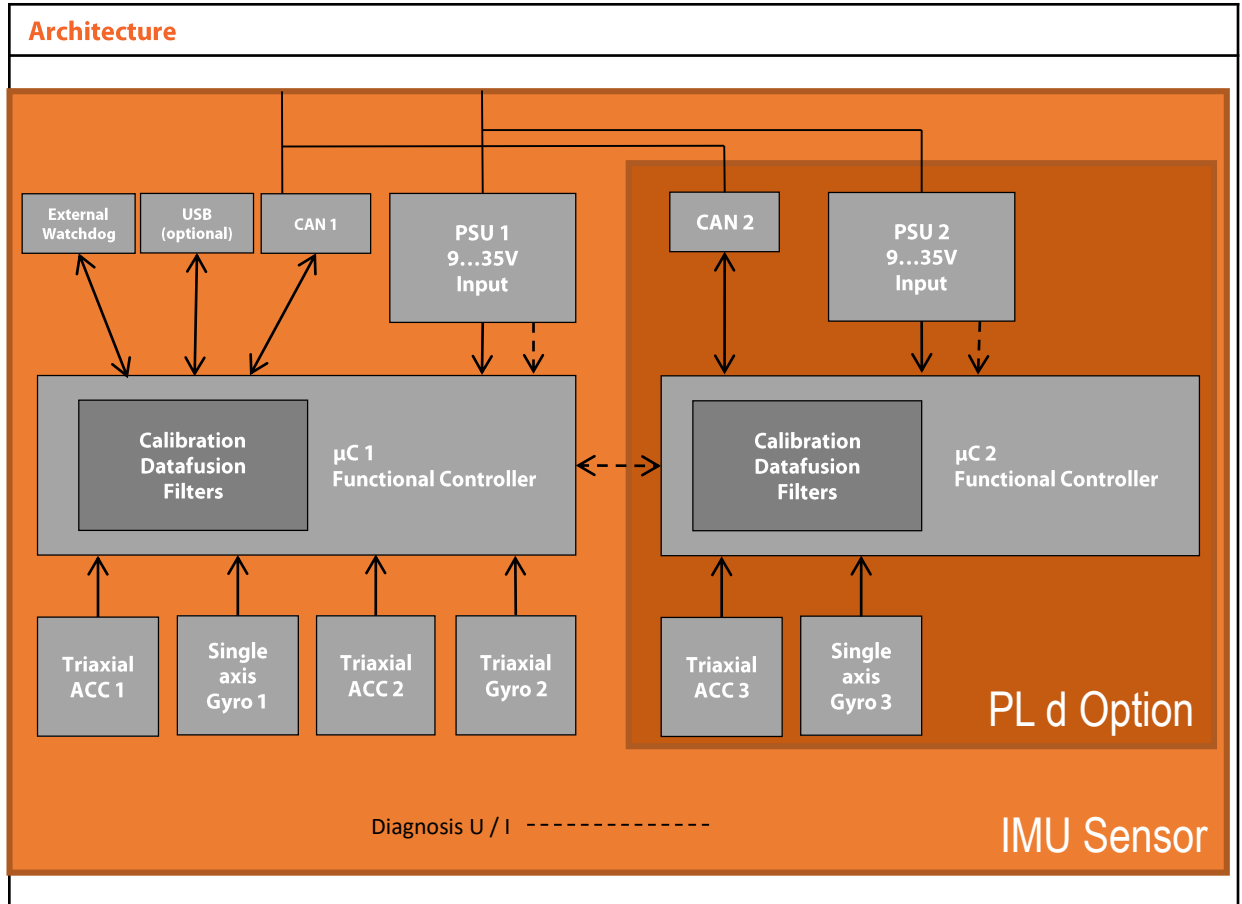 Architecture
External
Watchdog
USB
(optional)
CAN 1
PSU 1
9...35V
Input
CAN 2
PSU 2
9...35V
Input
Calibration
Datafusion
Filters
µC 1
Functional Controller
Calibration
Datafusion
Filters
µC 2
Functional Controller
Triaxial
ACC 1
Single
axis
Gyro 1
Triaxial
ACC 2
Triaxial
Gyro 2
Triaxial
ACC 3
Single
axis
Gyro 3
PL d Option
Diagnosis U / I
IMU Sensor